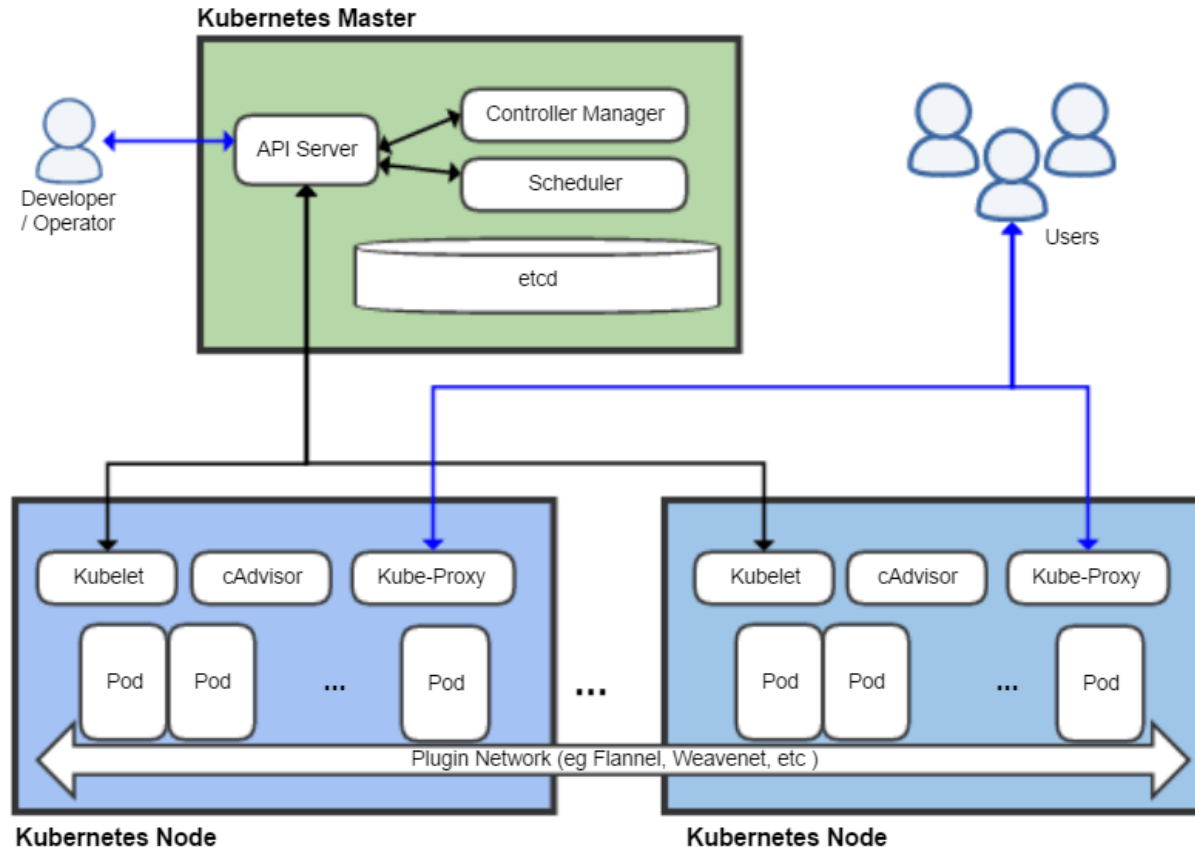 Kubernetes Master
API Server
Controller Manager
Scheduler
etcd
Developer
/ Operator
Users
Kubelet
cAdvisor
Kube-Proxy
Pod
Pod
...
Pod
...
Kubelet
cAdvisor
Kube-Proxy
Pod
Pod
...
Pod
Plugin Network (eg Flannel, Weavenet, etc )
Kubernetes Node
Kubernetes Node